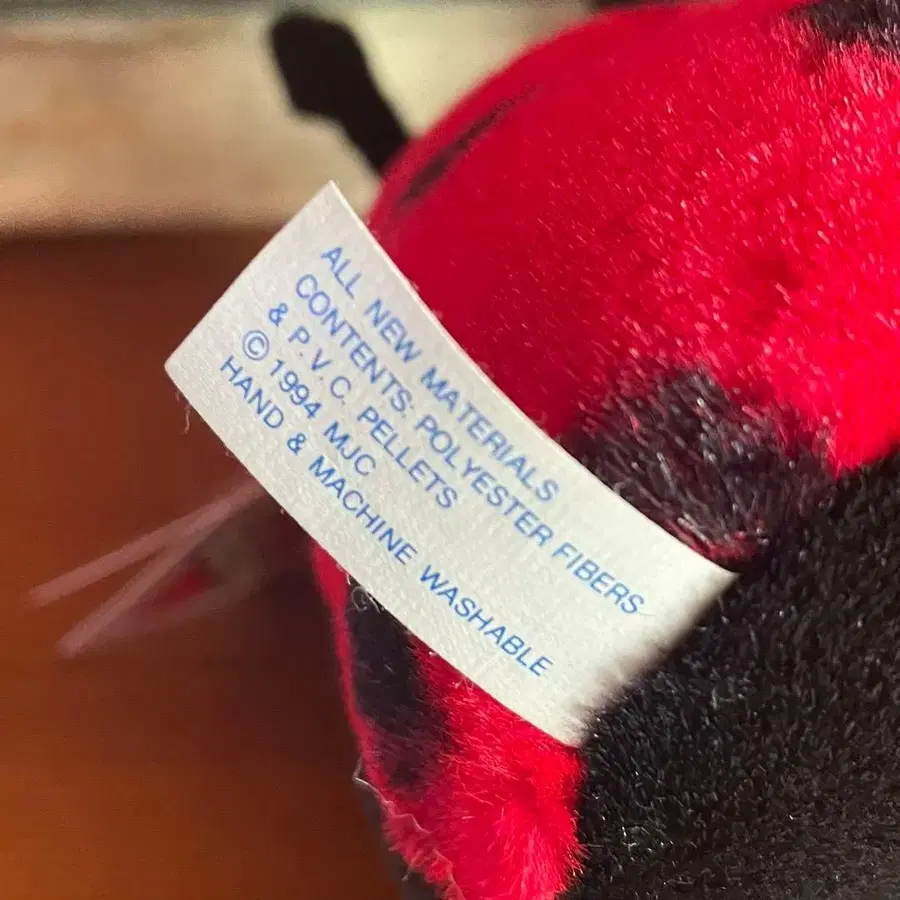 ALL NEW MATERIALS
CONTENTS: POLYESTER FIBERS
& P.V.C. PELLETS
© 1994 MJC
HAND & MACHINE WASHABLE